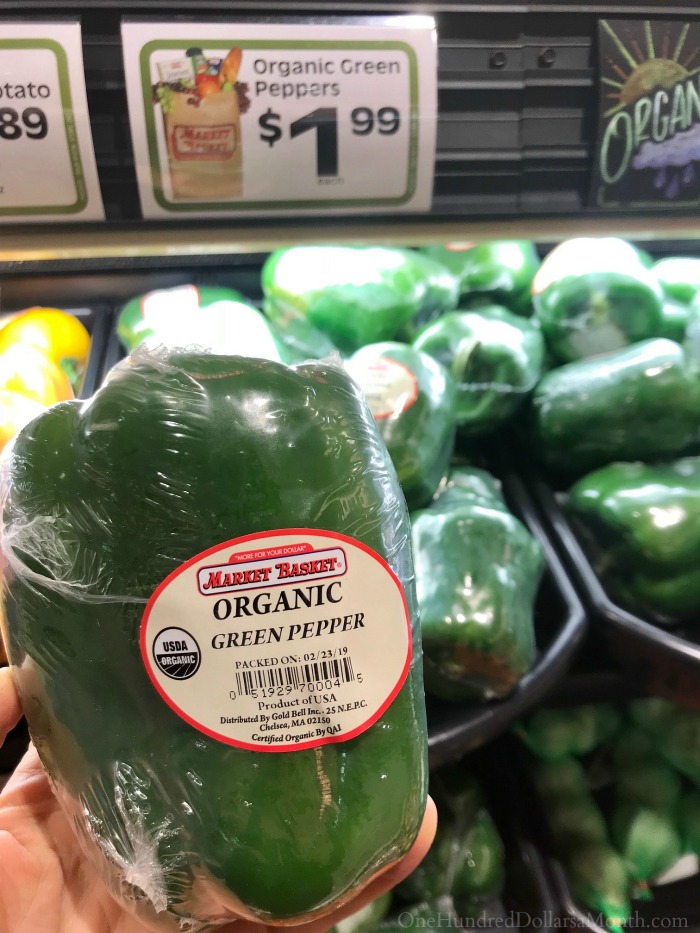 otato
89
Organic Green
Peppers
$1 99
each
MARKET
BASKET
ORGAN
"MORE FOR YOUR DOLLAR"
MARKET BASKET
ORGANIC
GREEN PEPPER
USDA
ORGANIC
PACKED ON: 02/23/19
0 51929 70004 5
Product of USA
Distributed By Gold Bell Inc. - 25 N.E.P.C.
Chelsea, MA 02150
Certified Organic By QAI
OneHundredDollarsaMonth.com